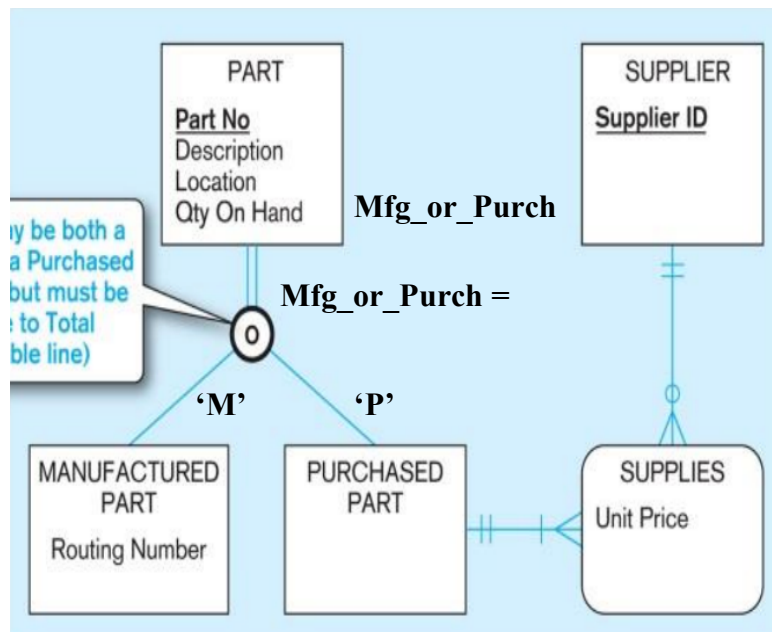 PART
Part No
Description
Location
Qty On Hand
Mfg_or_Purch
SUPPLIER
Supplier ID
be both a
a Purchased
but must be
to Total
line)
Mfg_or_Purch =
O
‘M’
‘P’
MANUFACTURED
PART
Routing Number
PURCHASED
PART
SUPPLIES
Unit Price